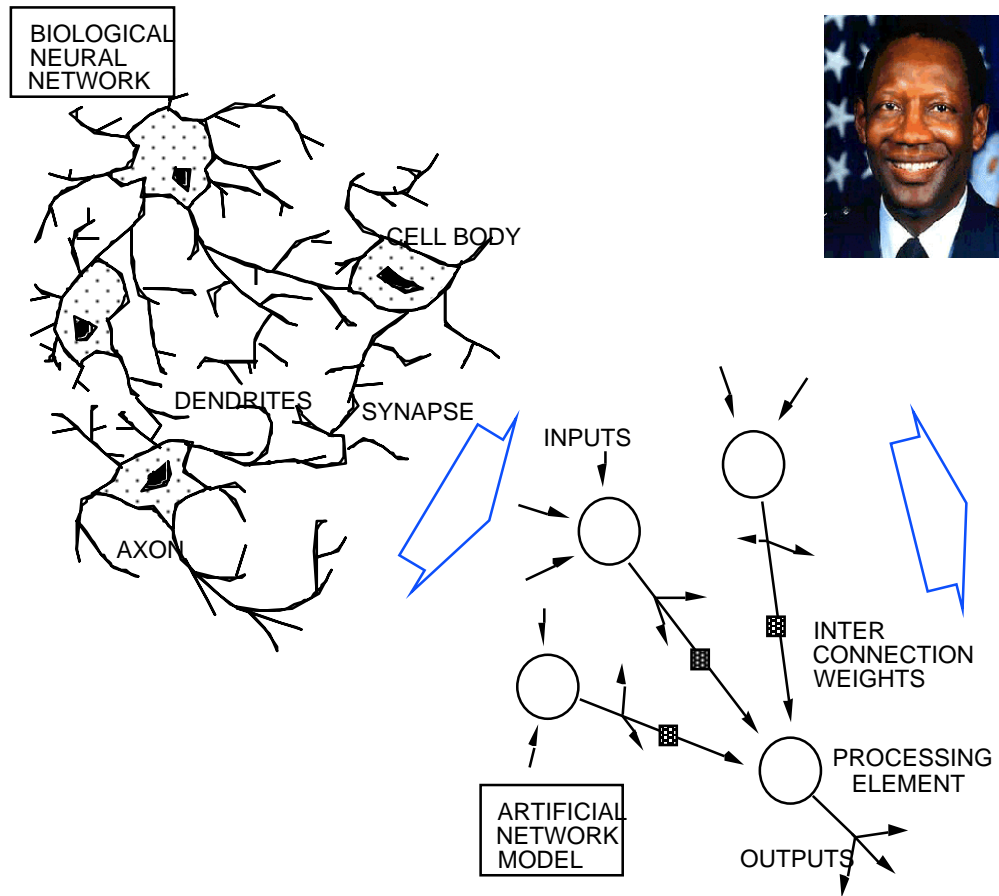 BIOLOGICAL
NEURAL
NETWORK
CELL BODY
DENDRITES
SYNAPSE
AXON
INPUTS
INTER
CONNECTION
WEIGHTS
PROCESSING
ELEMENT
ARTIFICIAL
NETWORK
MODEL
OUTPUTS